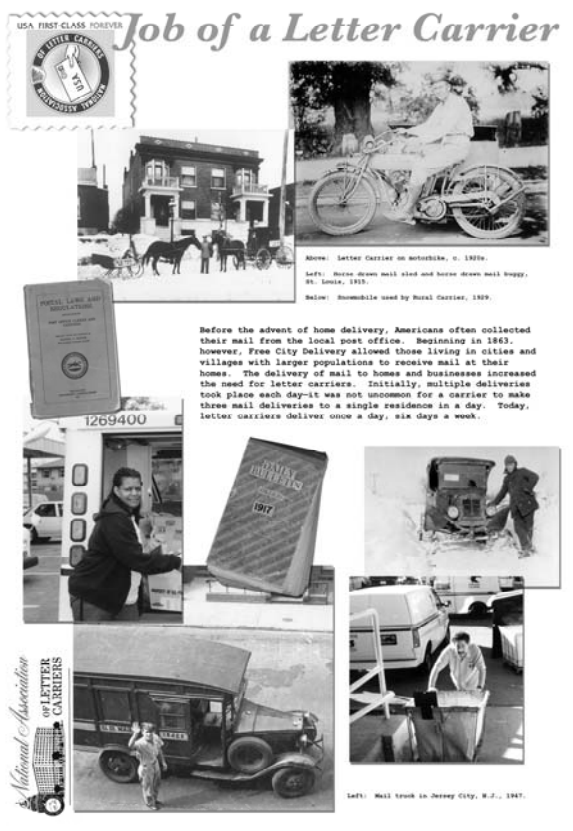 USA FIRST-CLASS FOREVER
Job of a Letter Carrier
NATIONAL ASSOCIATION OF LETTER CARRIERS
USA
Above: Letter Carrier on motorbike, c. 1920s.
Left: Horse drawn mail sled and horse drawn mail buggy,
St. Louis, 1915.
Below: Snowmobile used by Rural Carrier, 1929.
POSTAL LAWS AND
REGULATIONS
Before the advent of home delivery, Americans often collected
their mail from the local post office. Beginning in 1863,
however, Free City Delivery allowed those living in cities and
villages with larger populations to receive mail at their
homes. The delivery of mail to homes and businesses increased
the need for letter carriers. Initially, multiple deliveries
took place each day—it was not uncommon for a carrier to make
three mail deliveries to a single residence in a day. Today,
letter carriers deliver once a day, six days a week.
1269400
DAILY
BULLETIN
1917
National Association
OF LETTER
CARRIERS
U.S. MAIL
Left: Mail truck in Jersey City, N.J., 1947.